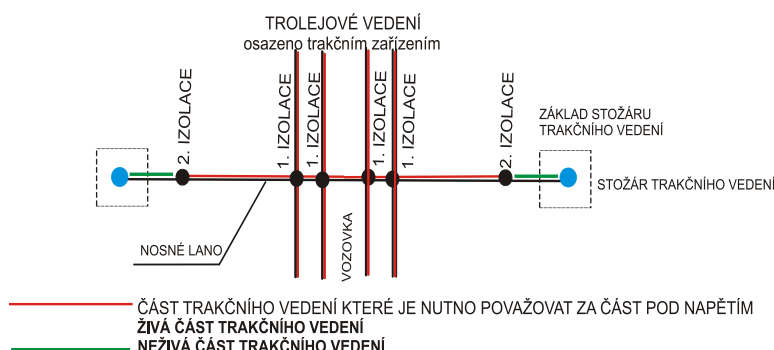 TROLEJOVÉ VEDENÍ
osazeno trakčním zařízením
2. IZOLACE
1. IZOLACE
1. IZOLACE
1. IZOLACE
1. IZOLACE
2. IZOLACE
ZÁKLAD STOŽÁRU
TRAKČNÍHO VEDENÍ
STOŽÁR TRAKČNÍHO VEDENÍ
NOSNÉ LANO
VOZOVKA
ČÁST TRAKČNÍHO VEDENÍ KTERÉ JE NUTNO POVAŽOVAT ZA ČÁST POD NAPĚTÍM
ŽIVÁ ČÁST TRAKČNÍHO VEDENÍ
NEŽIVÁ ČÁST TRAKČNÍHO VEDENÍ